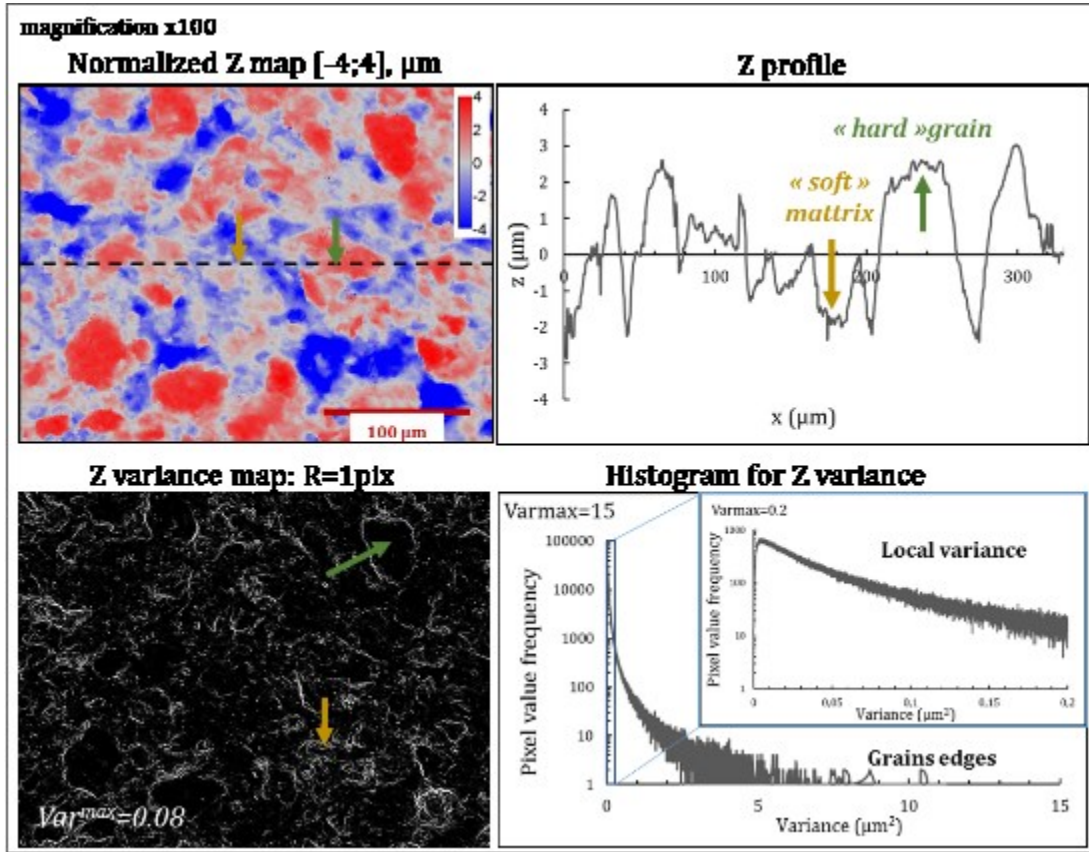 magnification x100
Normalized Z map [-4;4], µm
4
2
0
-2
-4
100 µm
Z profile
« hard »grain
« soft »
mattrix
4
3
2
1
0
-1
-2
-3
-4
0
100
200
300
z (µm)
x (µm)
Z variance map: R=1pix
Var^max=0.08
Histogram for Z variance
Varmax=15
100000
10000
1000
100
10
1
Pixel value frequency
0
5
10
15
Variance (µm²)
Grains edges
Varmax=0.2
1000
100
10
1
Pixel value frequency
Local variance
0
0,05
0,1
0,15
0,2
Variance (µm²)